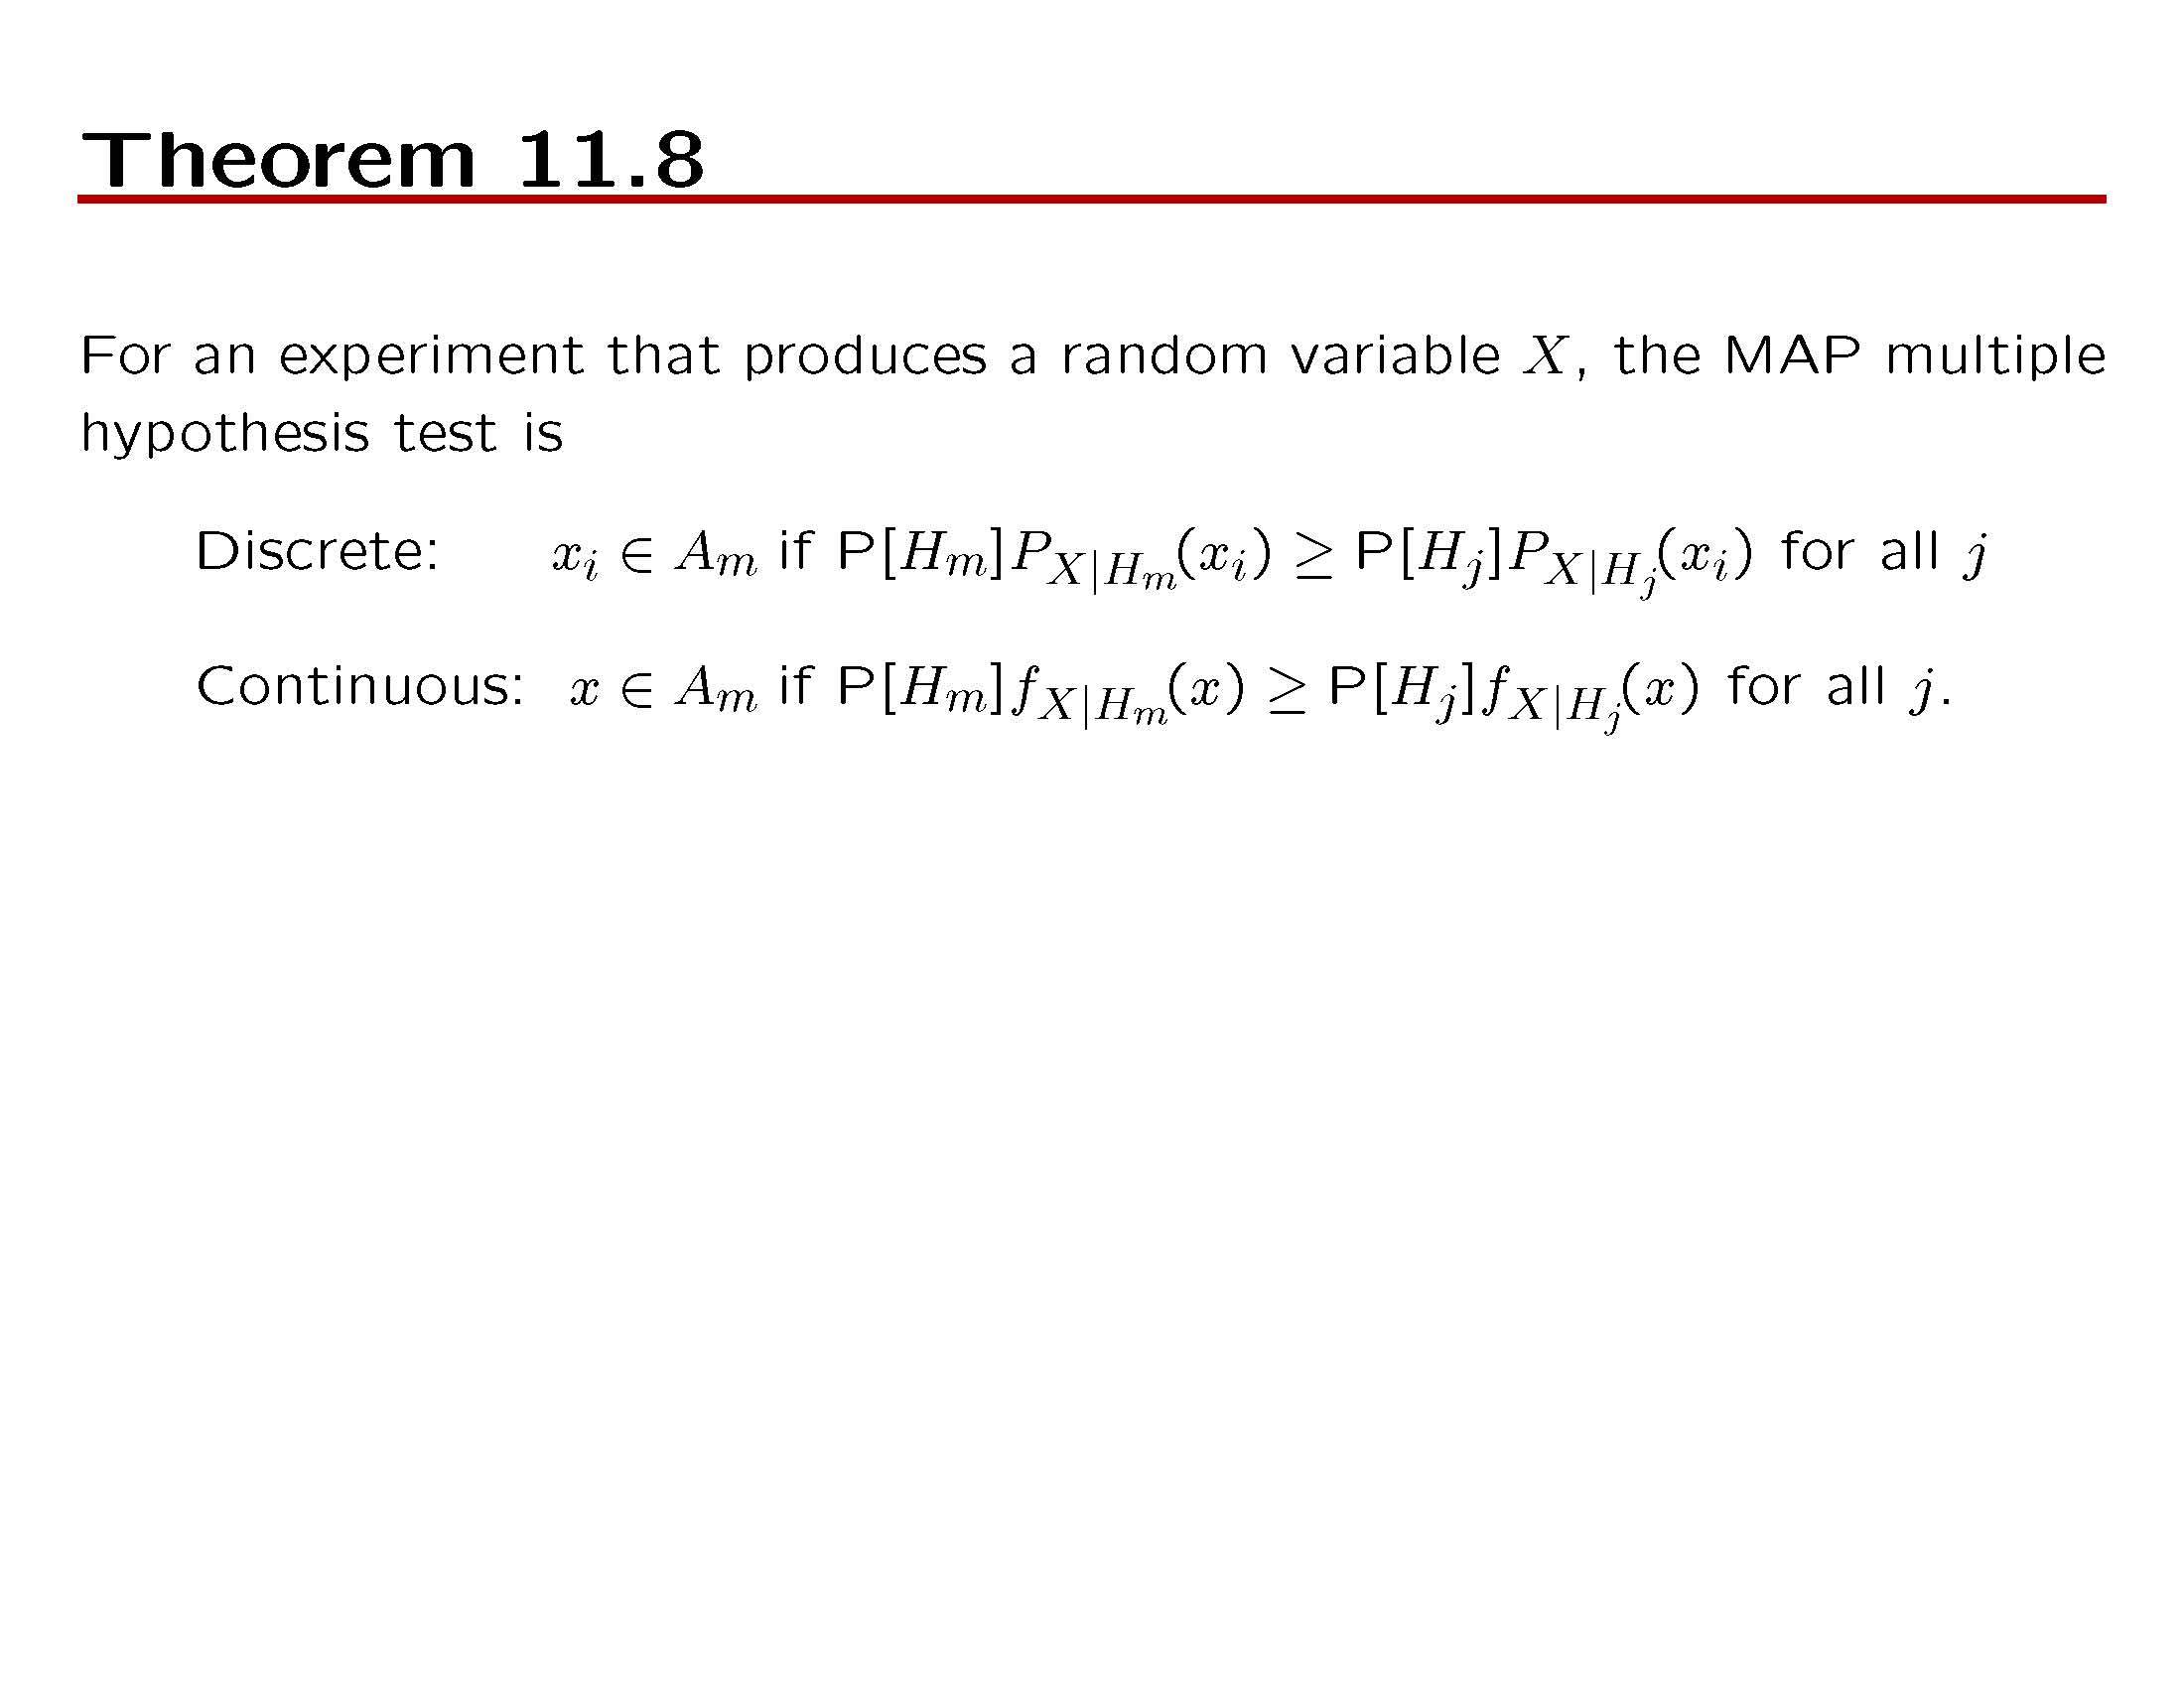 Theorem 11.8
For an experiment that produces a random variable X, the MAP multiple
hypothesis test is
Discrete: x_i ∈ A_m if P[H_m]P_{X|H_m}(x_i) ≥ P[H_j]P_{X|H_j}(x_i) for all j
Continuous: x ∈ A_m if P[H_m]f_{X|H_m}(x) ≥ P[H_j]f_{X|H_j}(x) for all j.